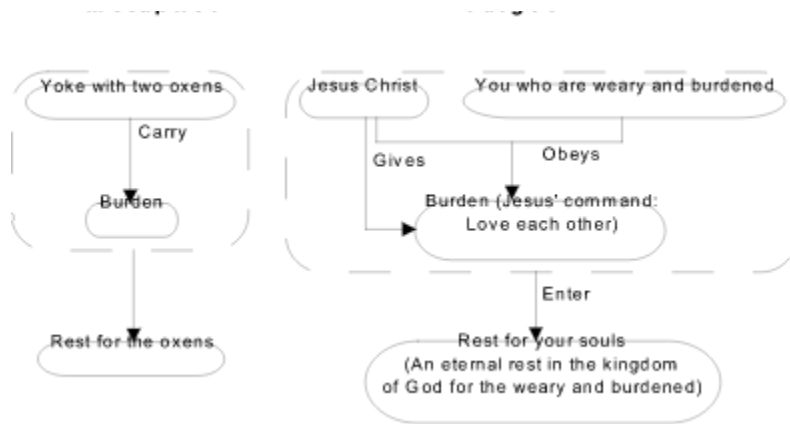 Yoke with two oxens
Carry
Burden
Rest for the oxens
Jesus Christ
You who are weary and burdened
Gives
Obeys
Burden (Jesus' command:
Love each other)
Enter
Rest for your souls
(An eternal rest in the kingdom
of God for the weary and burdened)